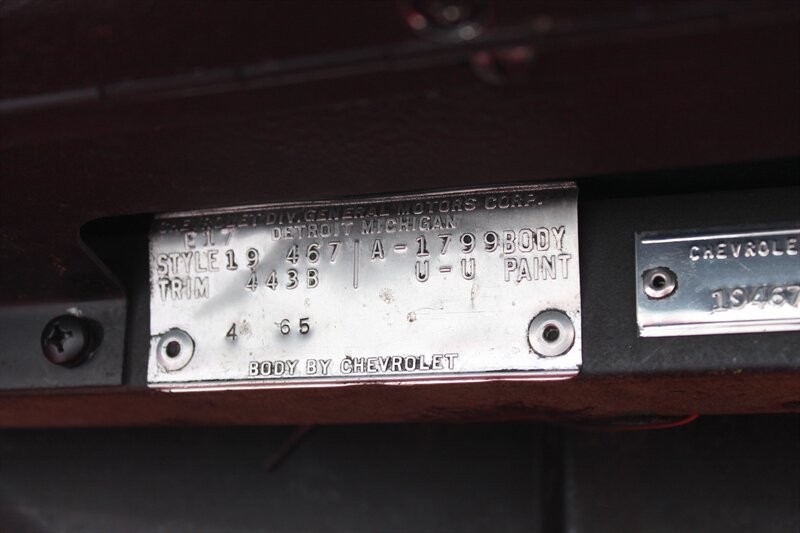 CHEVROLET DIV. GENERAL MOTORS CORP.
DETROIT MICHIGAN
E17
STYLE 19 467 A-1799 BODY
TRIM 443B U-U PAINT
4 65
BODY BY CHEVROLET
CHEVROLE
19467